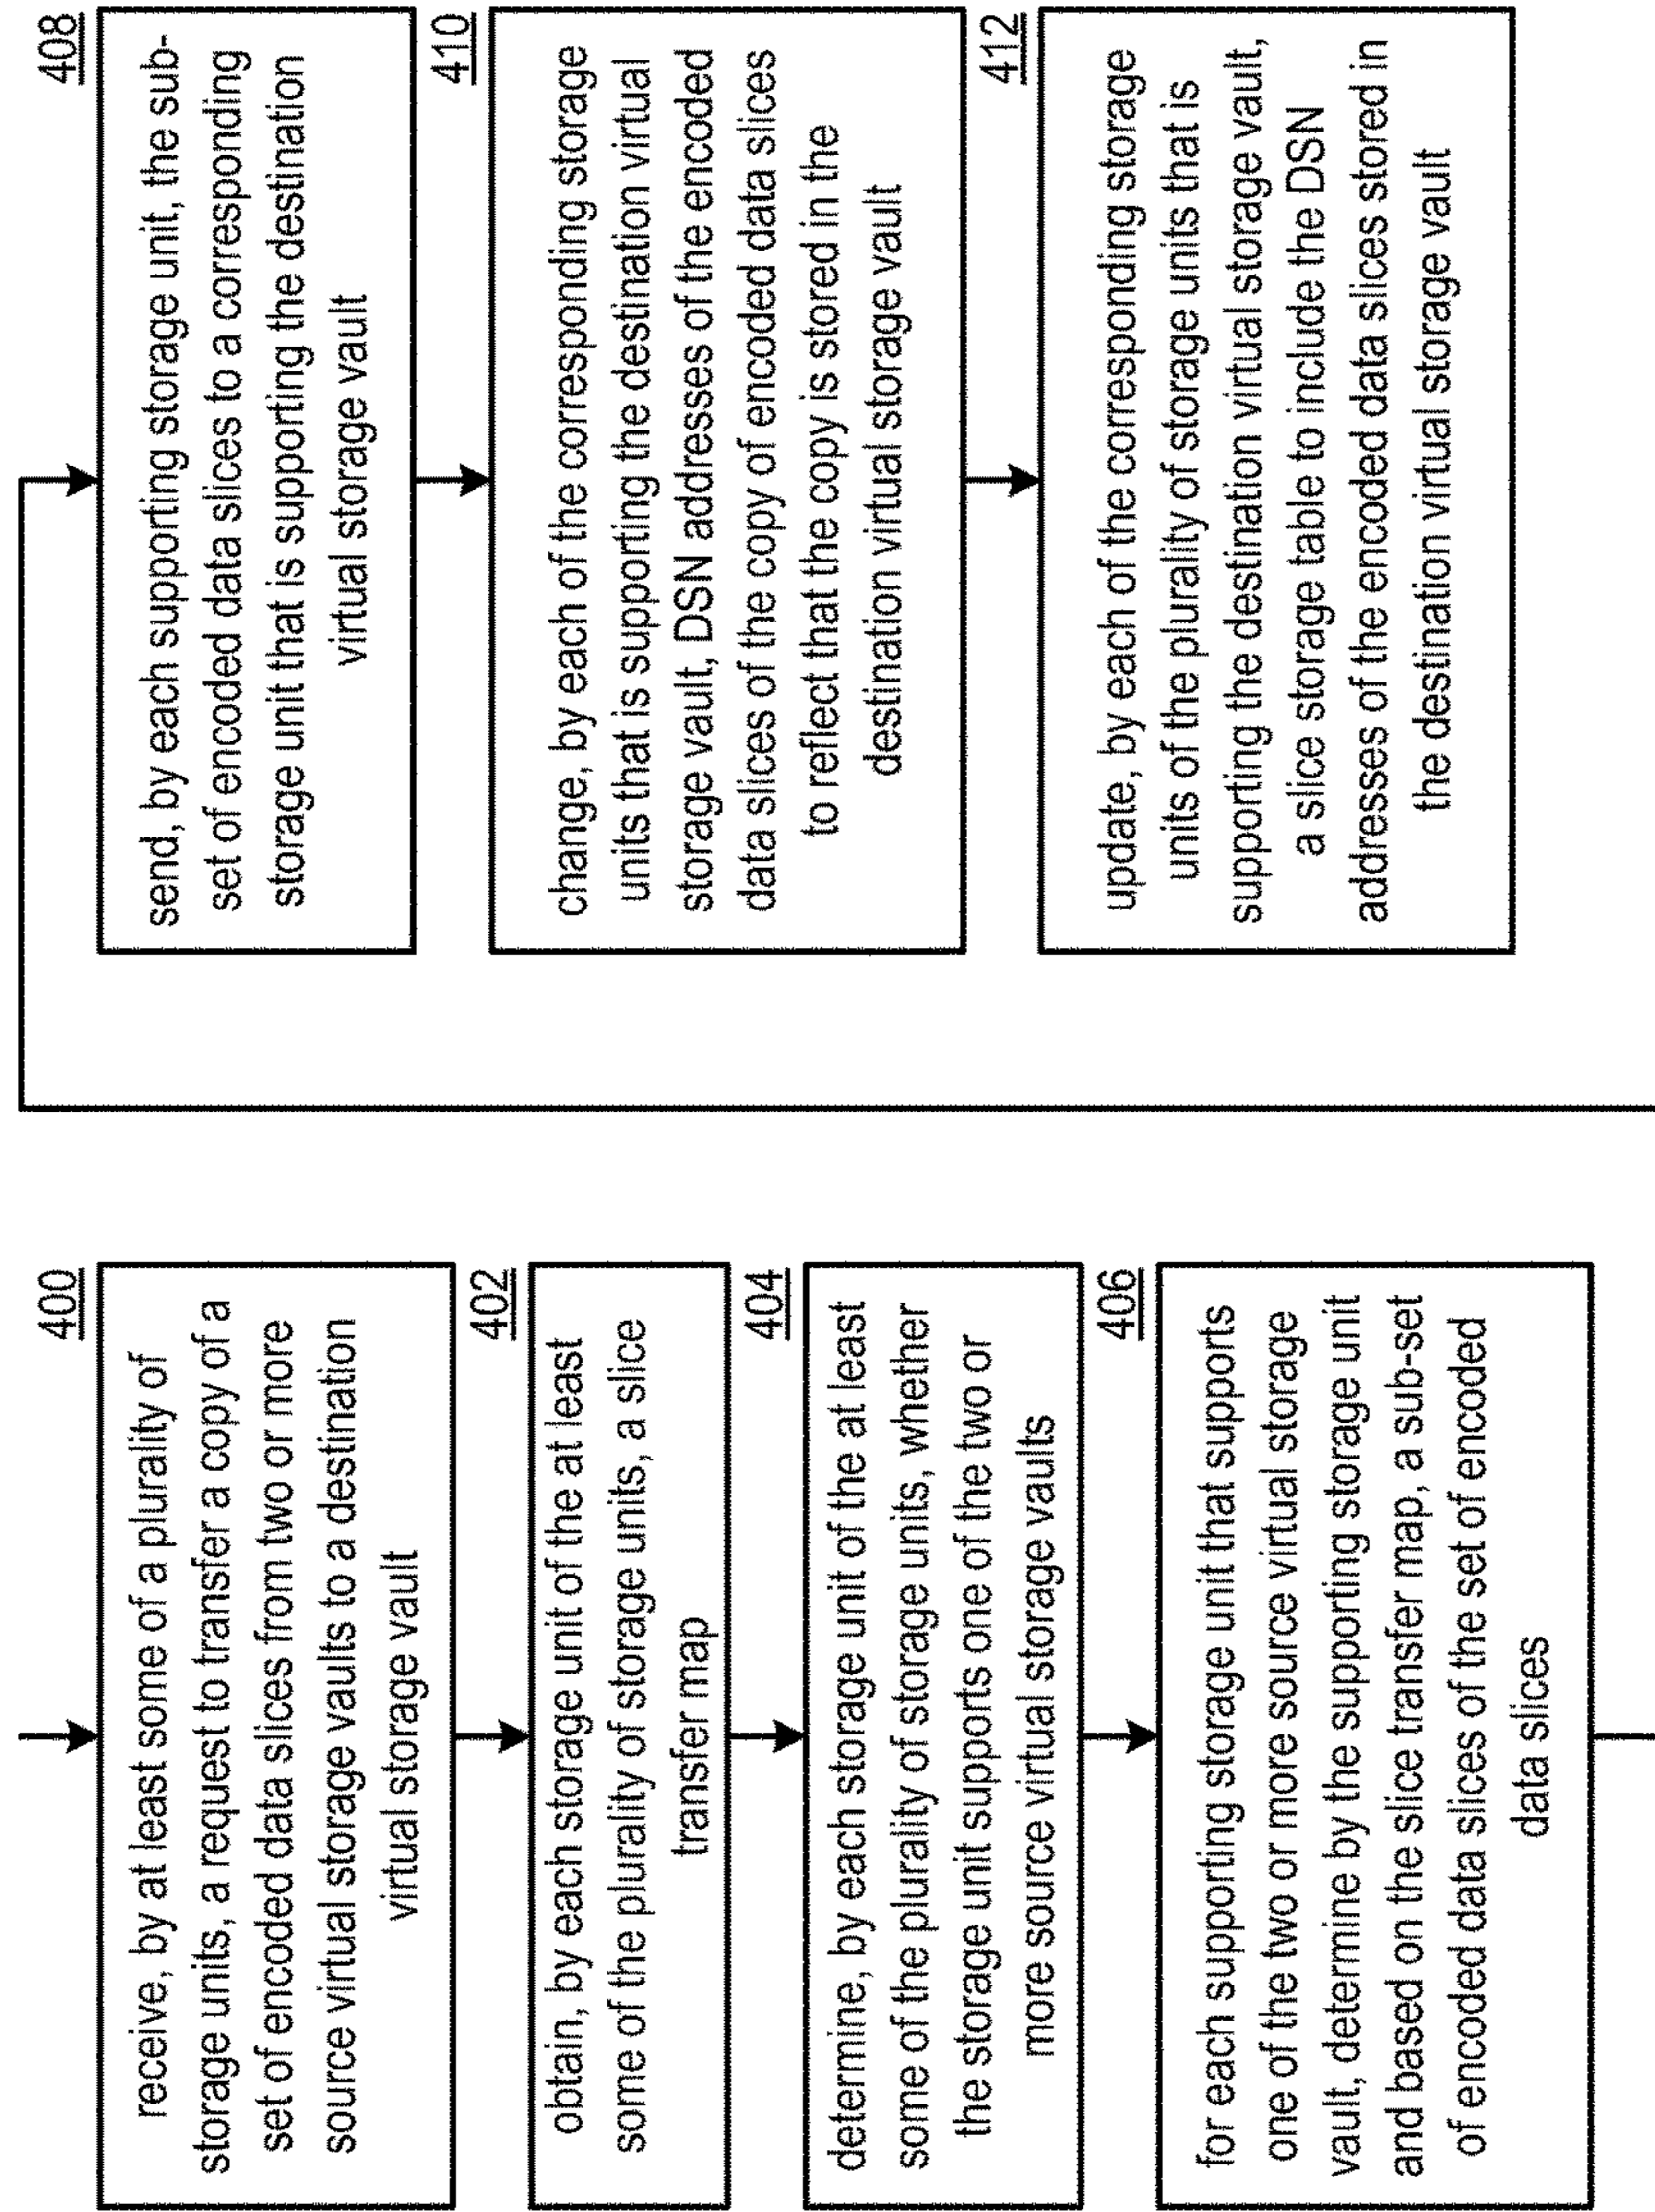 400
receive, by at least some of a plurality of
storage units, a request to transfer a copy of a
set of encoded data slices from two or more
source virtual storage vaults to a destination
virtual storage vault
402
obtain, by each storage unit of the at least
some of the plurality of storage units, a slice
transfer map
404
determine, by each storage unit of the at least
some of the plurality of storage units, whether
the storage unit supports one of the two or
more source virtual storage vaults
406
for each supporting storage unit that supports
one of the two or more source virtual storage
vault, determine by the supporting storage unit
and based on the slice transfer map, a sub-set
of encoded data slices of the set of encoded
data slices
408
send, by each supporting storage unit, the sub-
set of encoded data slices to a corresponding
storage unit that is supporting the destination
virtual storage vault
410
change, by each of the corresponding storage
units that is supporting the destination virtual
storage vault, DSN addresses of the encoded
data slices of the copy of encoded data slices
to reflect that the copy is stored in the
destination virtual storage vault
412
update, by each of the corresponding storage
units of the plurality of storage units that is
supporting the destination virtual storage vault,
a slice storage table to include the DSN
addresses of the encoded data slices stored in
the destination virtual storage vault